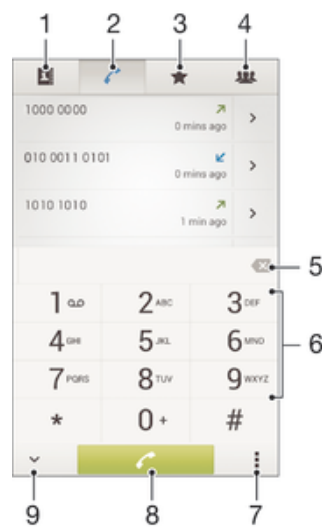 1 2 3 4
1000 0000
0 mins ago
010 0011 0101
0 mins ago
1010 1010
1 min ago
5
1 2 ABC 3 DEF
4 GHI 5 JKL 6 MNO
6
7 PQRS 8 TUV 9 WXYZ
* 0 + #
9 8 7